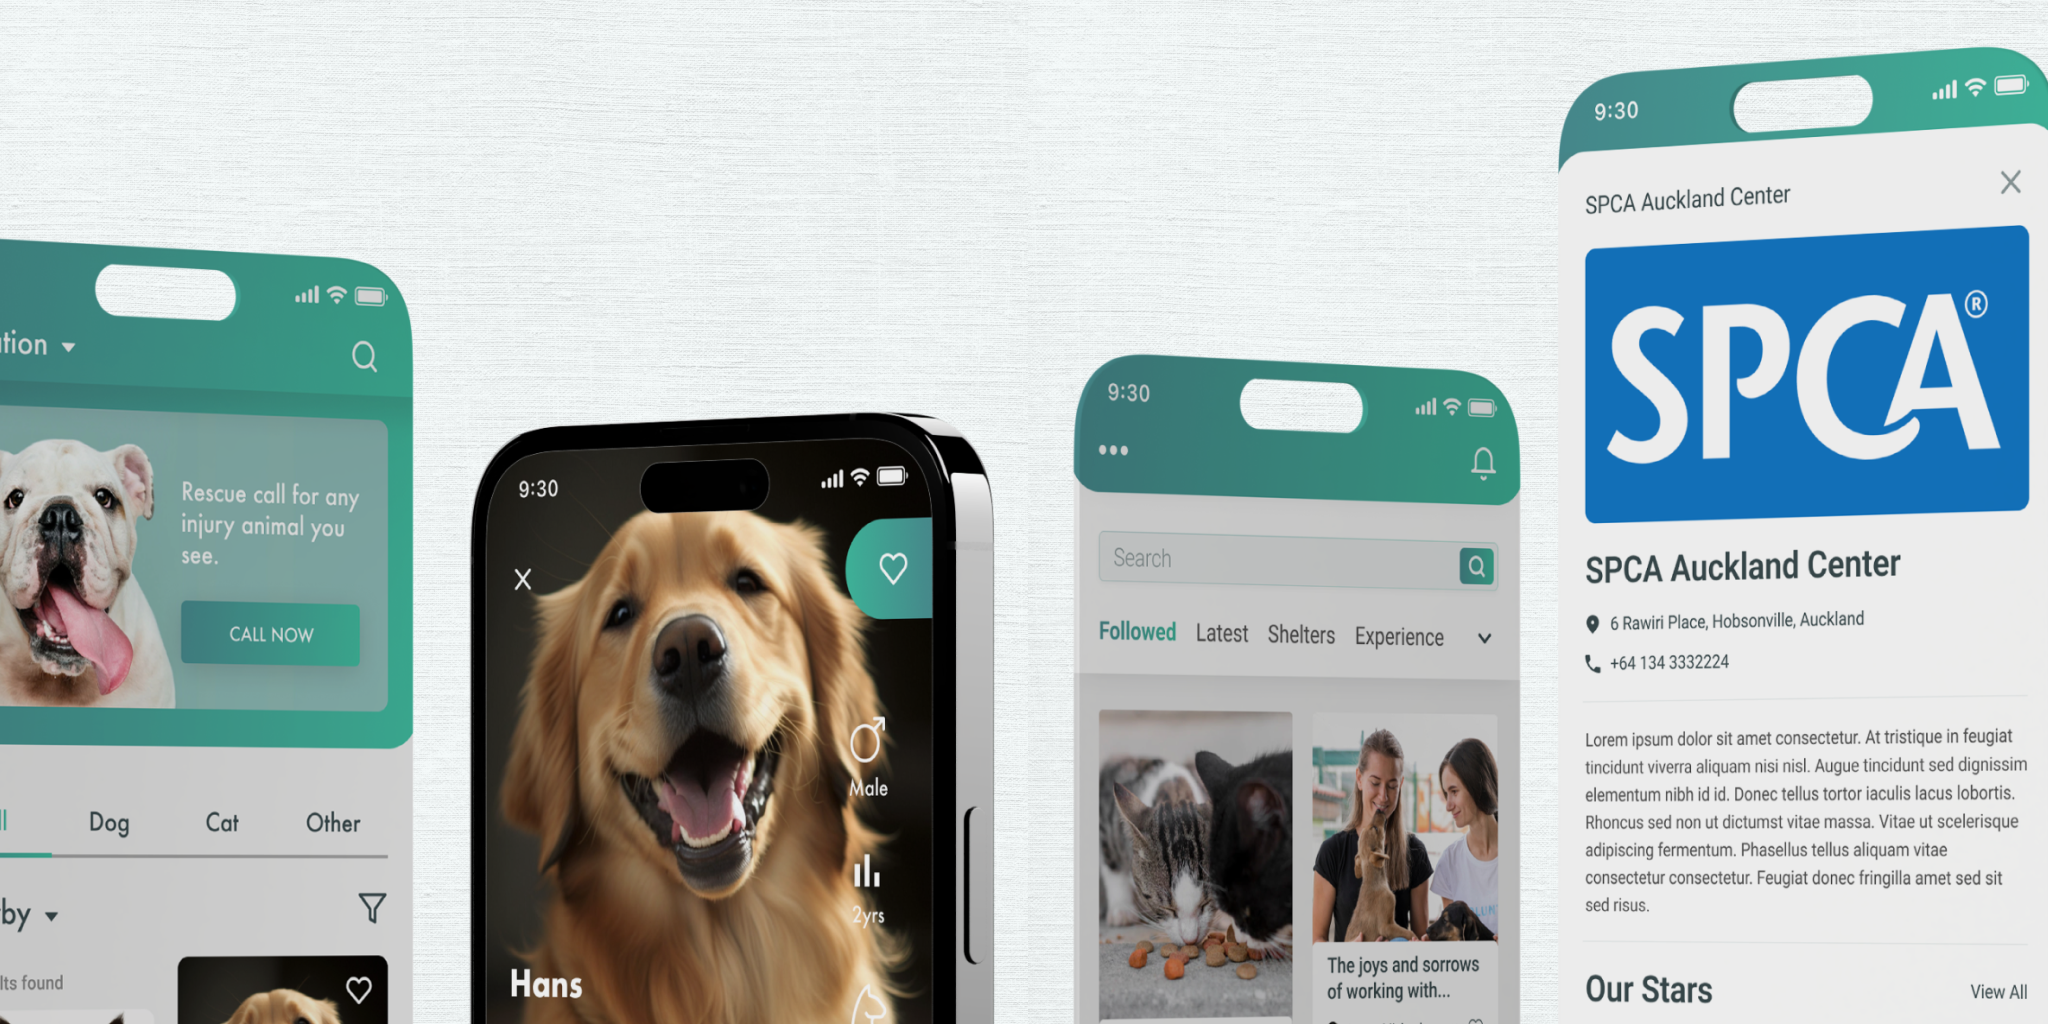 CALL NOW
Rescue call for any
injury animal you
see.
Dog
Cat
Other
9:30
Male
2yrs
Hans
9:30
Search
Followed
Latest
Shelters
Experience
The joys and sorrows
of working with...
9:30
SPCA Auckland Center
SPCA®
SPCA Auckland Center
6 Rawiri Place, Hobsonville, Auckland
+64 134 3332224
Lorem ipsum dolor sit amet consectetur. At tristique in feugiat
tincidunt viverra aliquam nisi nisl. Augue tincidunt sed dignissim
elementum nibh id id. Donec tellus tortor iaculis lacus lobortis.
Rhoncus sed non ut dictumst vitae massa. Vitae ut scelerisque
adipiscing fermentum. Phasellus tellus aliquam vitae
consectetur consectetur. Feugiat donec fringilla amet sed sit
sed risus.
Our Stars
View All